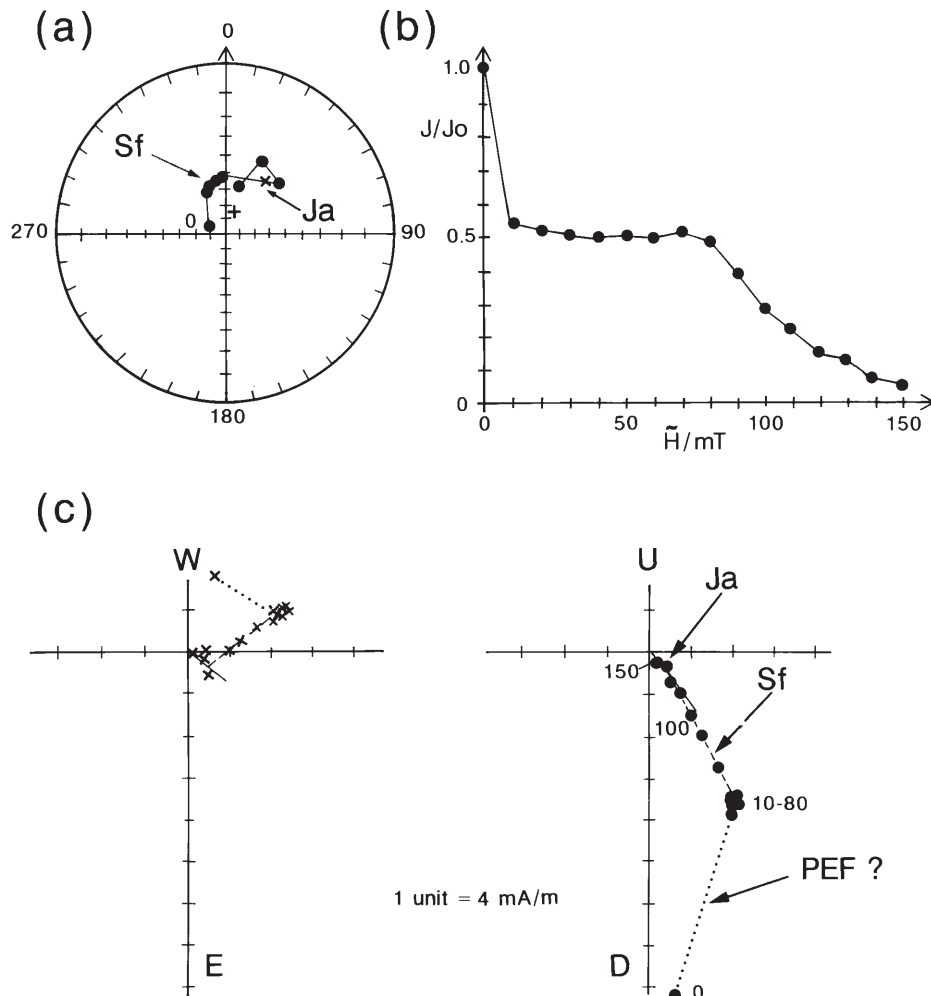 (a)
0
Sf
0
Ja
270
90
180
(b)
1.0
J/Jo
0.5
0
0
50
100
150
H̃/mT
(c)
W
E
U
Ja
150
Sf
100
10-80
PEF ?
1 unit = 4 mA/m
D
0